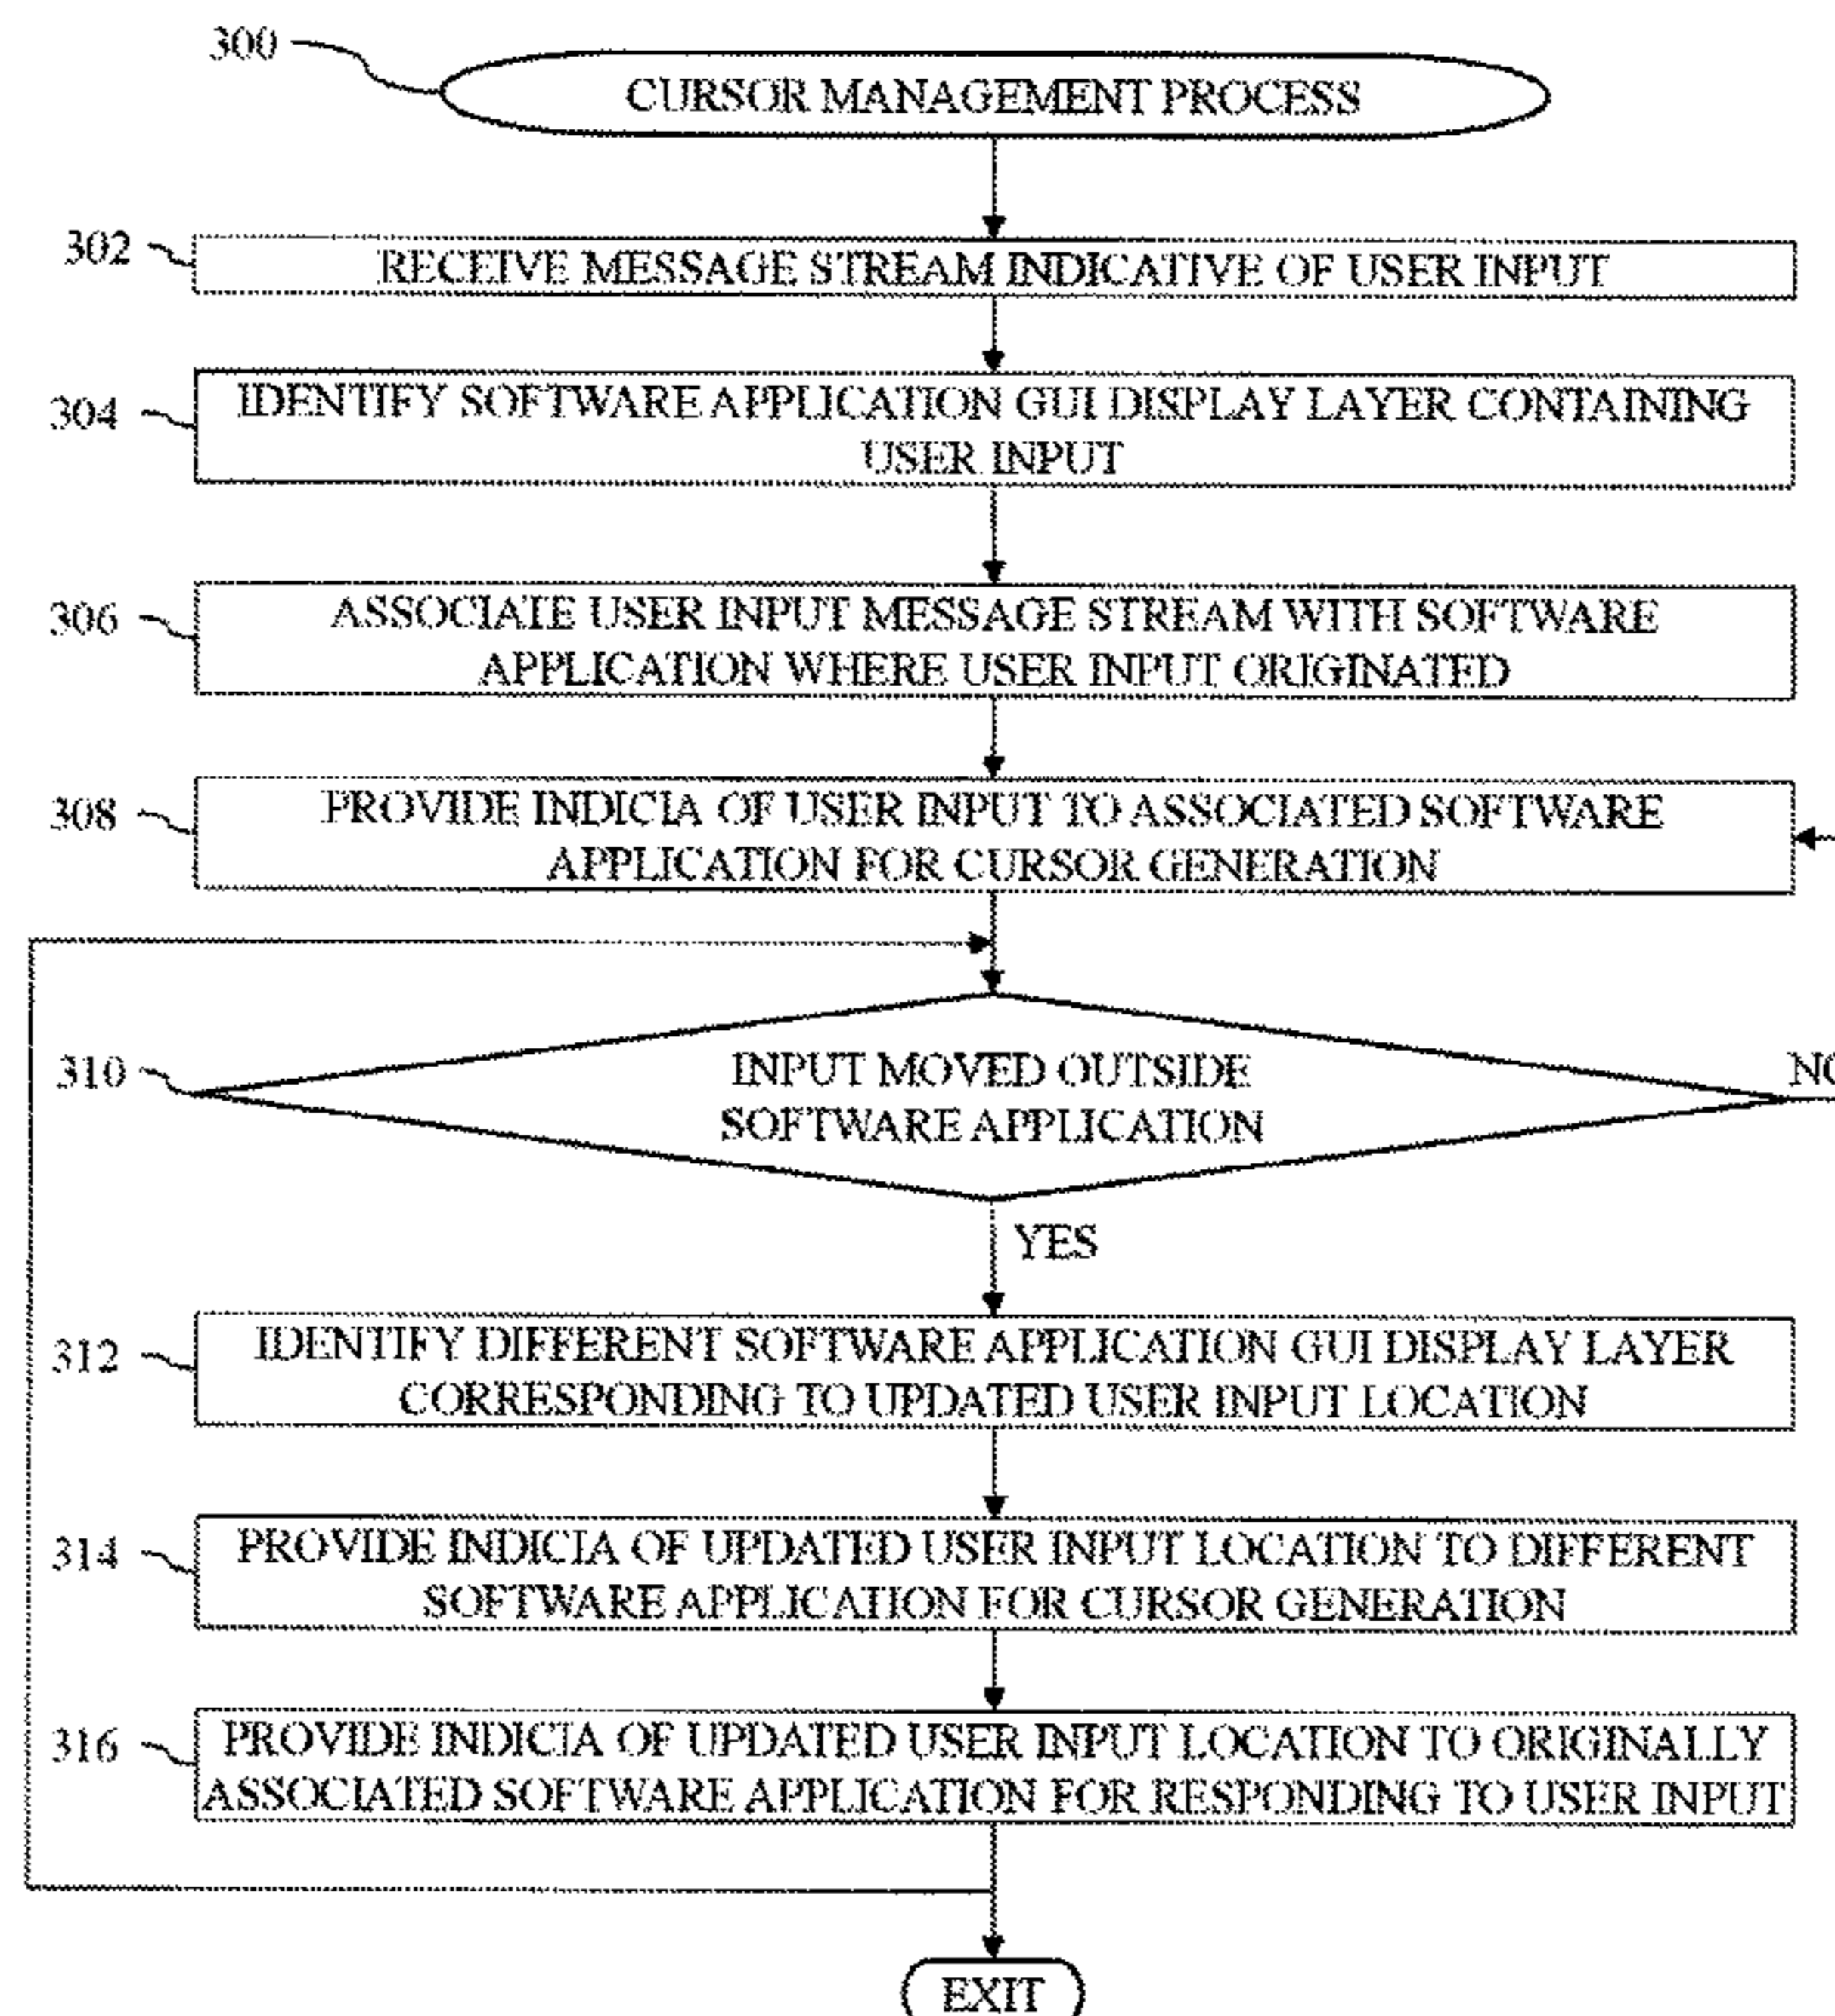 300
CURSOR MANAGEMENT PROCESS
302
RECEIVE MESSAGE STREAM INDICATIVE OF USER INPUT
304
IDENTIFY SOFTWARE APPLICATION GUI DISPLAY LAYER CONTAINING
USER INPUT
306
ASSOCIATE USER INPUT MESSAGE STREAM WITH SOFTWARE
APPLICATION WHERE USER INPUT ORIGINATED
308
PROVIDE INDICIA OF USER INPUT TO ASSOCIATED SOFTWARE
APPLICATION FOR CURSOR GENERATION
310
INPUT MOVED OUTSIDE
SOFTWARE APPLICATION
NO
YES
312
IDENTIFY DIFFERENT SOFTWARE APPLICATION GUI DISPLAY LAYER
CORRESPONDING TO UPDATED USER INPUT LOCATION
314
PROVIDE INDICIA OF UPDATED USER INPUT LOCATION TO DIFFERENT
SOFTWARE APPLICATION FOR CURSOR GENERATION
316
PROVIDE INDICIA OF UPDATED USER INPUT LOCATION TO ORIGINALLY
ASSOCIATED SOFTWARE APPLICATION FOR RESPONDING TO USER INPUT
EXIT